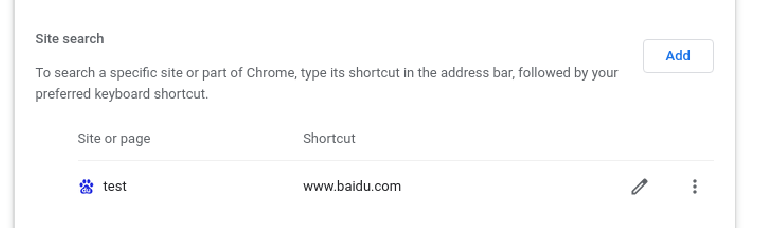 Site search
Add
To search a specific site or part of Chrome, type its shortcut in the address bar, followed by your
preferred keyboard shortcut.
Site or page Shortcut
test www.baidu.com